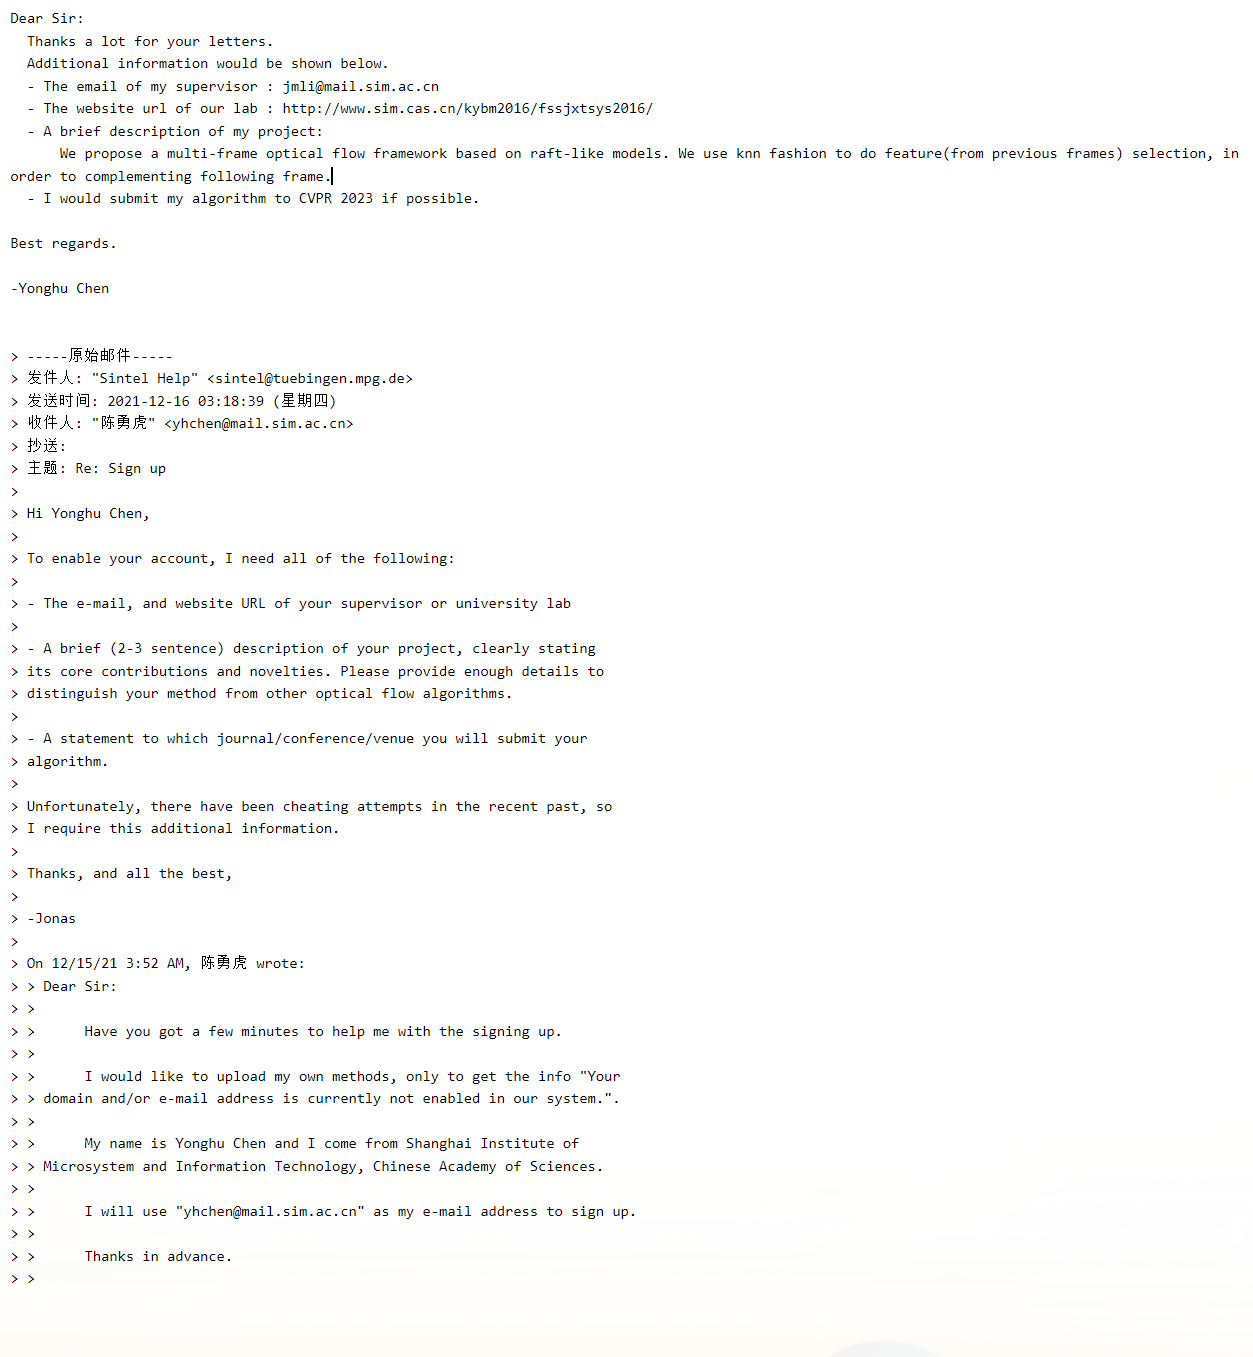 Dear Sir:
  Thanks a lot for your letters.
  Additional information would be shown below.
  - The email of my supervisor : jmli@mail.sim.ac.cn
  - The website url of our lab : http://www.sim.cas.cn/kybm2016/fssjxtsys2016/
  - A brief description of my project:
      We propose a multi-frame optical flow framework based on raft-like models. We use knn fashion to do feature(from previous frames) selection, in
order to complementing following frame.
  - I would submit my algorithm to CVPR 2023 if possible.

Best regards.

-Yonghu Chen

> -----原始邮件-----
> 发件人: "Sintel Help" <sintel@tuebingen.mpg.de>
> 发送时间: 2021-12-16 03:18:39 (星期四)
> 收件人: "陈勇虎" <yhchen@mail.sim.ac.cn>
> 抄送:
> 主题: Re: Sign up
>
> Hi Yonghu Chen,
>
> To enable your account, I need all of the following:
>
> - The e-mail, and website URL of your supervisor or university lab
>
> - A brief (2-3 sentence) description of your project, clearly stating
> its core contributions and novelties. Please provide enough details to
> distinguish your method from other optical flow algorithms.
>
> - A statement to which journal/conference/venue you will submit your
> algorithm.
>
> Unfortunately, there have been cheating attempts in the recent past, so
> I require this additional information.
>
> Thanks, and all the best,
>
> -Jonas
>
> On 12/15/21 3:52 AM, 陈勇虎 wrote:
> > Dear Sir:
> >
> >      Have you got a few minutes to help me with the signing up.
> >
> >      I would like to upload my own methods, only to get the info "Your
> > domain and/or e-mail address is currently not enabled in our system.".
> >
> >      My name is Yonghu Chen and I come from Shanghai Institute of
> > Microsystem and Information Technology, Chinese Academy of Sciences.
> >
> >      I will use "yhchen@mail.sim.ac.cn" as my e-mail address to sign up.
> >
> >      Thanks in advance.
> >